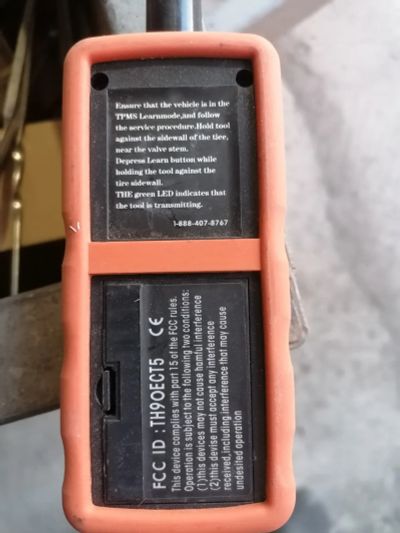 Ensure that the vehicle is in the
TPMS Learnmode,and follow
the service procedure.Hold tool
against the sidewall of the tire,
near the valve stem.
Depress Learn button while
holding the tool against the
tire sidewall.
THE green LED indicates that
the tool is transmitting.
1-888-407-8767
FCC ID :TH9OECT5 CE
This device complies with part 15 of the FCC rules.
Operation is subject to the following two conditions:
(1)this devices may not cause hamtul interference
(2)this devise must accept any interference
received,including.interference that may cause
undesited operation